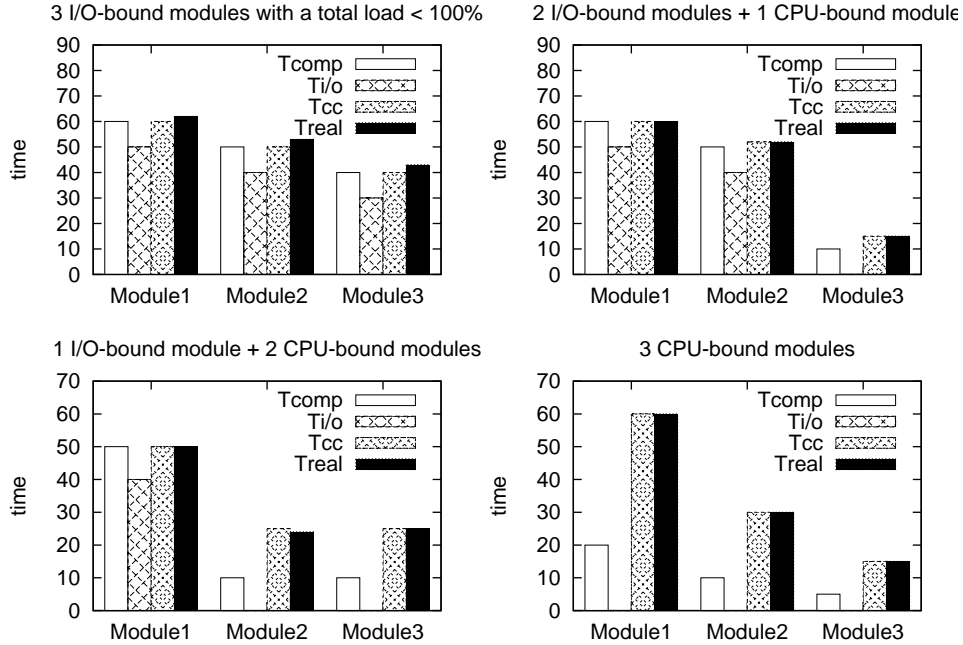 3 I/O-bound modules with a total load < 100%
90
80
70
60
50
40
30
20
10
0
time
Tcomp
Ti/o
Tcc
Treal
Module1 Module2 Module3
2 I/O-bound modules + 1 CPU-bound module
90
80
70
60
50
40
30
20
10
0
time
Tcomp
Ti/o
Tcc
Treal
Module1 Module2 Module3
1 I/O-bound module + 2 CPU-bound modules
70
60
50
40
30
20
10
0
time
Tcomp
Ti/o
Tcc
Treal
Module1 Module2 Module3
3 CPU-bound modules
70
60
50
40
30
20
10
0
time
Tcomp
Ti/o
Tcc
Treal
Module1 Module2 Module3